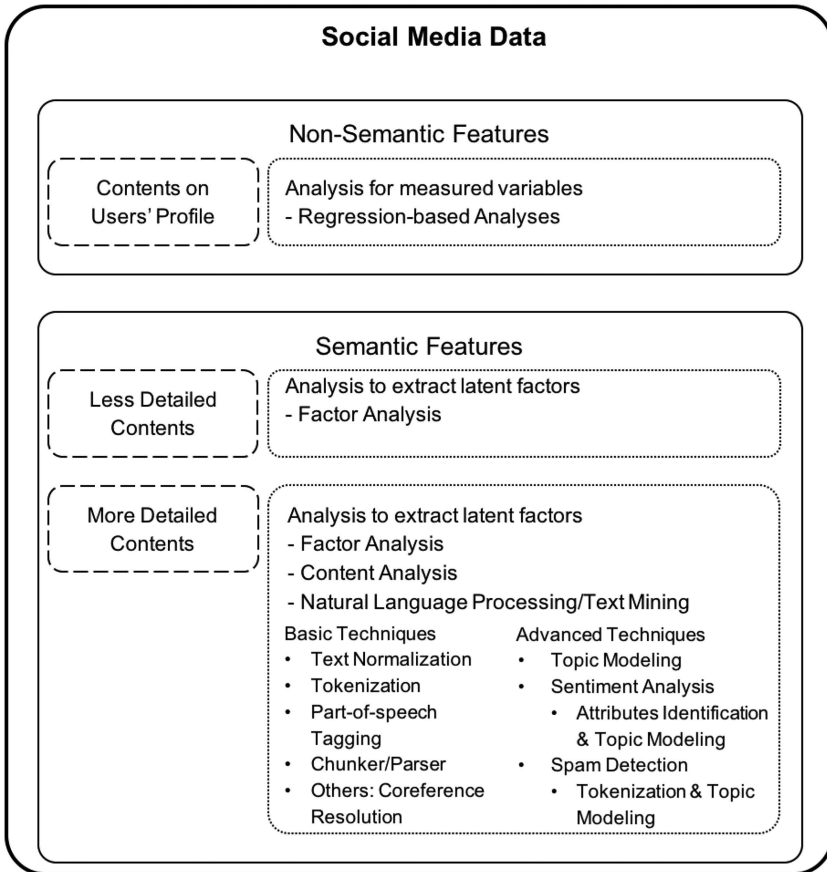 Social Media Data
Non-Semantic Features
Contents on
Users' Profile
Analysis for measured variables
- Regression-based Analyses
Semantic Features
Less Detailed
Contents
Analysis to extract latent factors
- Factor Analysis
More Detailed
Contents
Analysis to extract latent factors
- Factor Analysis
- Content Analysis
- Natural Language Processing/Text Mining
Basic Techniques
• Text Normalization
• Tokenization
• Part-of-speech
Tagging
• Chunker/Parser
• Others: Coreference
Resolution
Advanced Techniques
• Topic Modeling
• Sentiment Analysis
• Attributes Identification
& Topic Modeling
• Spam Detection
• Tokenization & Topic
Modeling